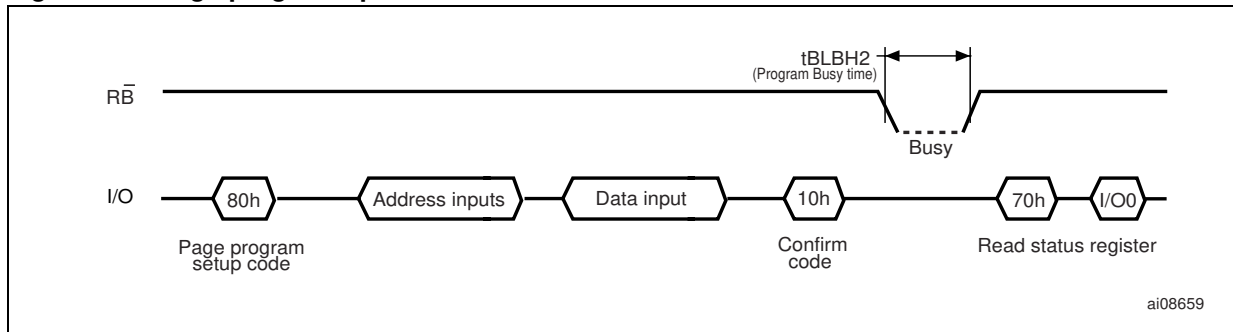 tBLBH2
(Program Busy time)
RB̅
Busy
I/O
80h
Address inputs
Data input
10h
70h
I/O0
Page program
setup code
Confirm
code
Read status register
ai08659